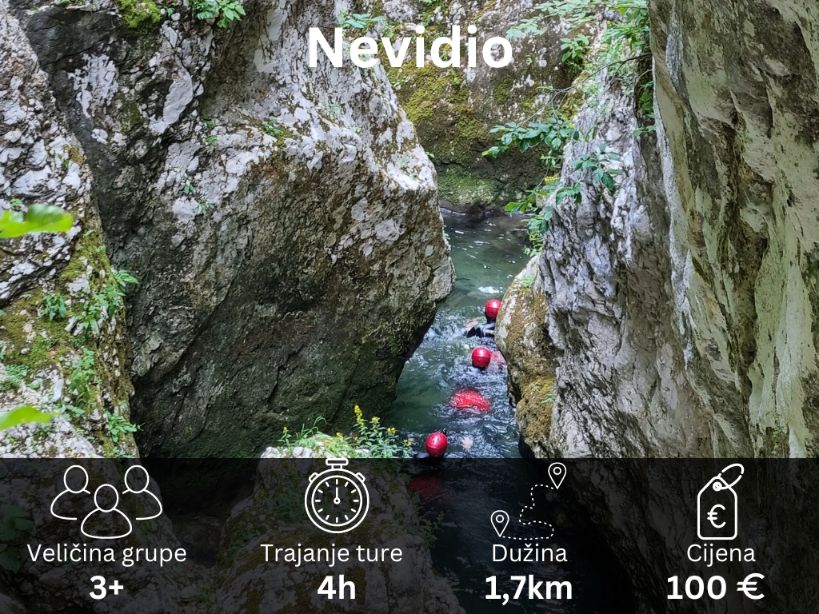 Nevidio
Veličina grupe
3+
Trajanje ture
4h
Dužina
1,7km
€
Cijena
100 €